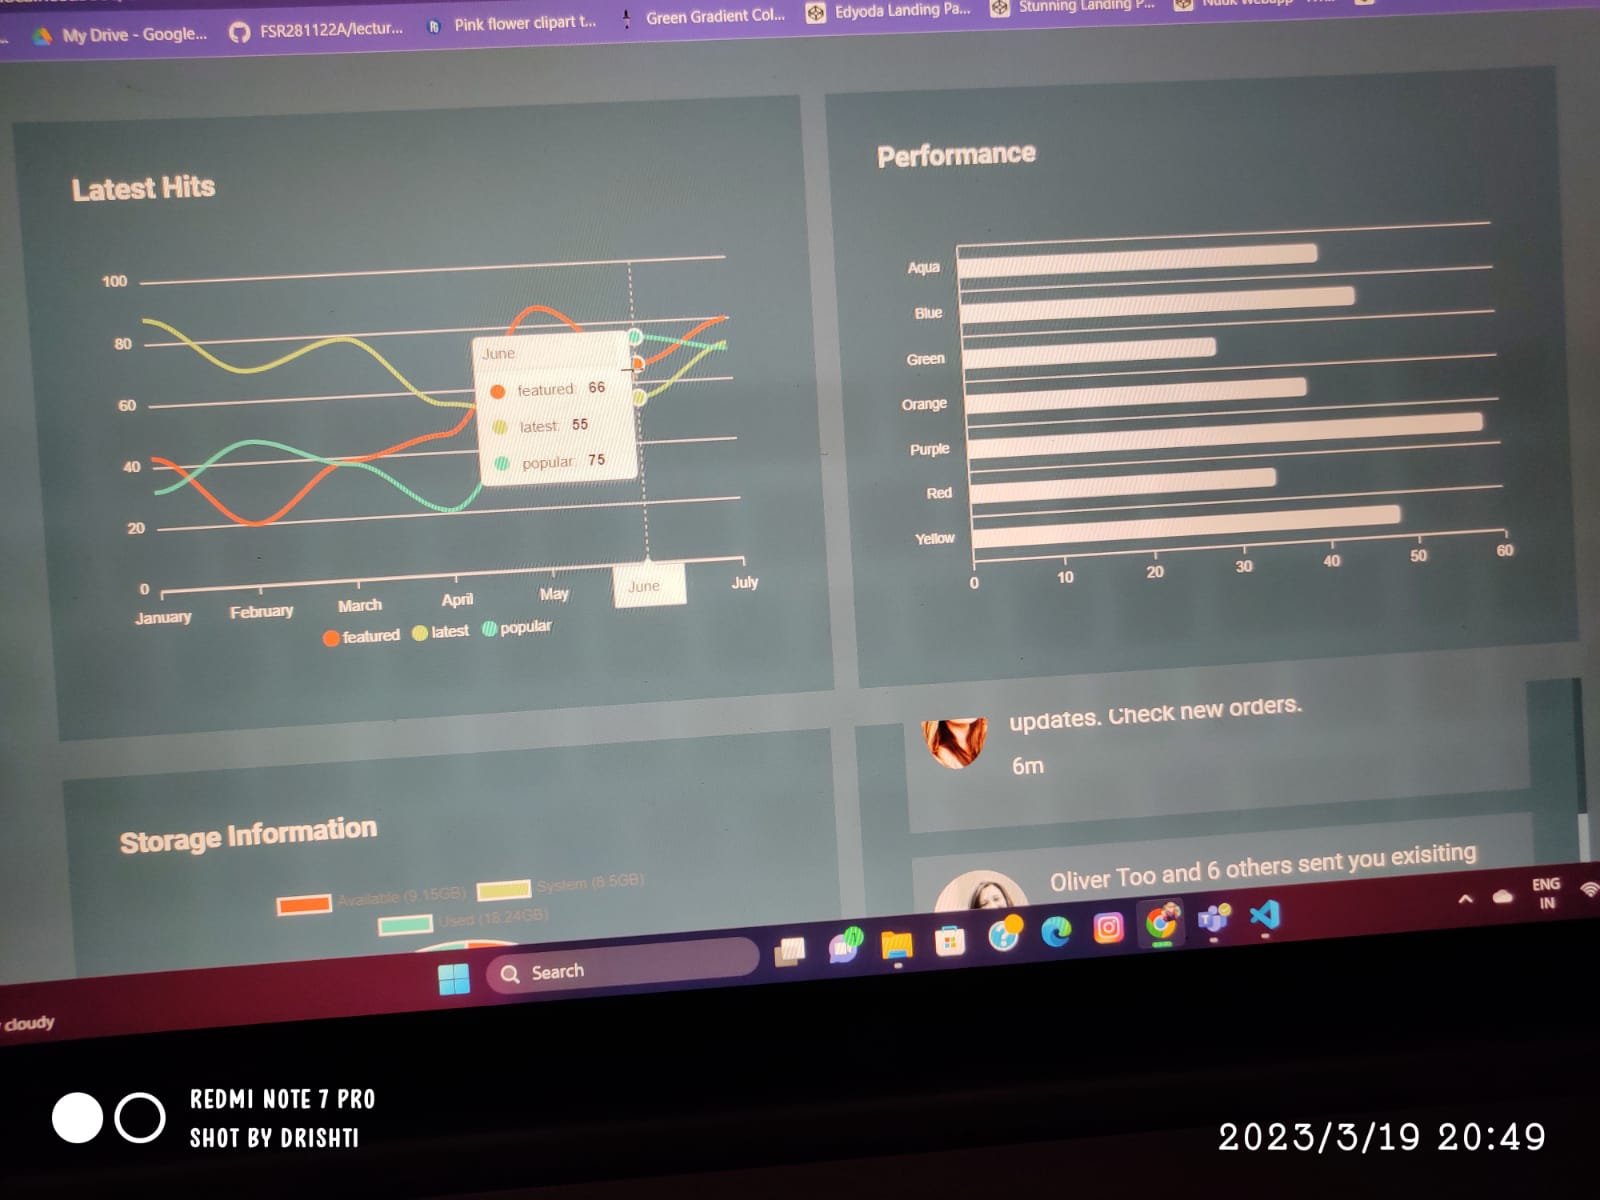 My Drive - Google...
FSR281122A/lectur...
Pink flower clipart t...
Green Gradient Col...
Edyoda Landing Pa...
Stunning Landing P...
Latest Hits
100
80
60
40
20
0
January
February
March
April
May
June
July
June
featured 66
latest 55
popular 75
featured
latest
popular
Performance
Aqua
Blue
Green
Orange
Purple
Red
Yellow
0
10
20
30
40
50
60
updates. Check new orders.
6m
Oliver Too and 6 others sent you exisiting
Storage Information
Available (9.15GB)
System (6.5GB)
Used (18.24GB)
Search
ENG
IN
cloudy
REDMI NOTE 7 PRO
SHOT BY DRISHTI
2023/3/19 20:49